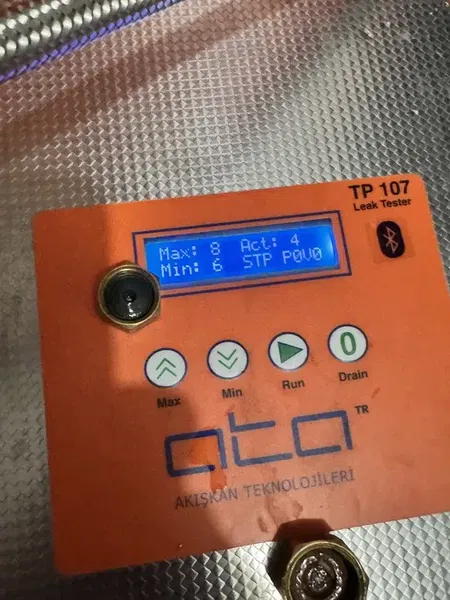 TP 107
Leak Tester
Max: 8 Act: 4
Min: 6 STP P0V0
0
Max Min Run Drain
ata TR
AKIŞKAN TEKNOLOJİLERİ